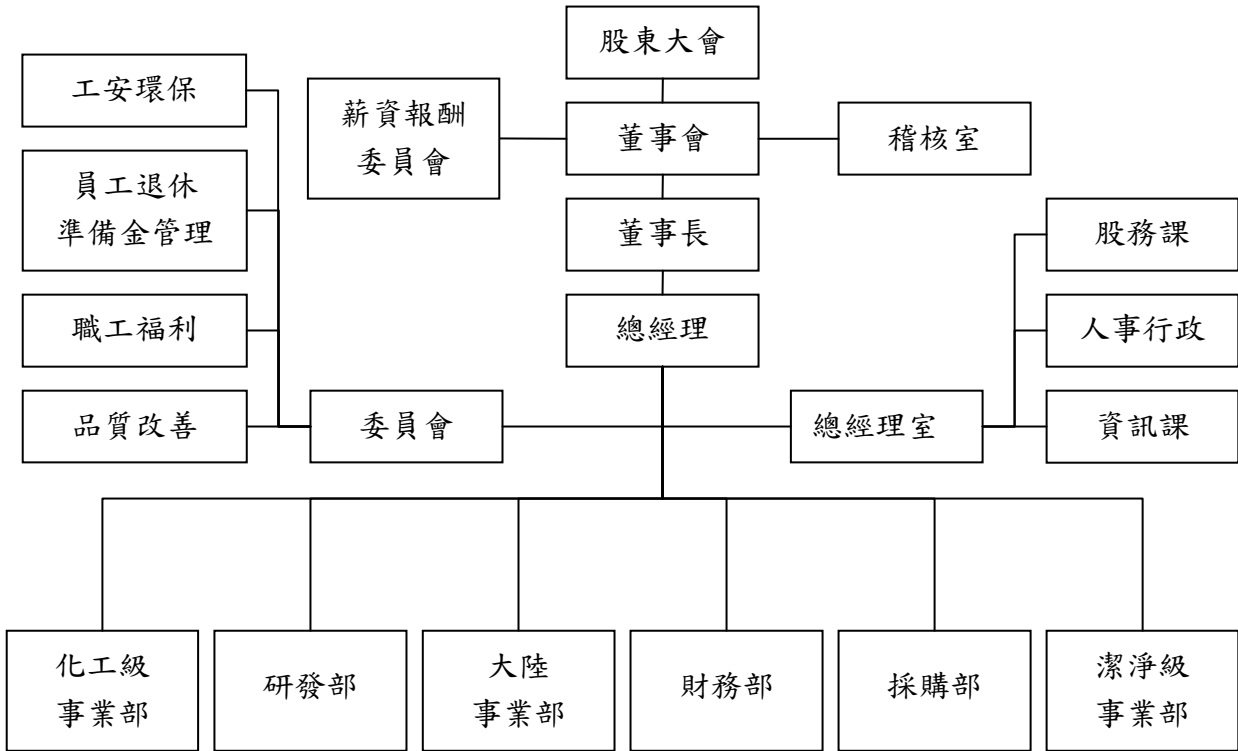 股東大會
工安環保
薪資報酬
委員會
董事會
稽核室
員工退休
準備金管理
董事長
股務課
職工福利
總經理
人事行政
品質改善
委員會
總經理室
資訊課
化工級
事業部
研發部
大陸
事業部
財務部
採購部
潔淨級
事業部